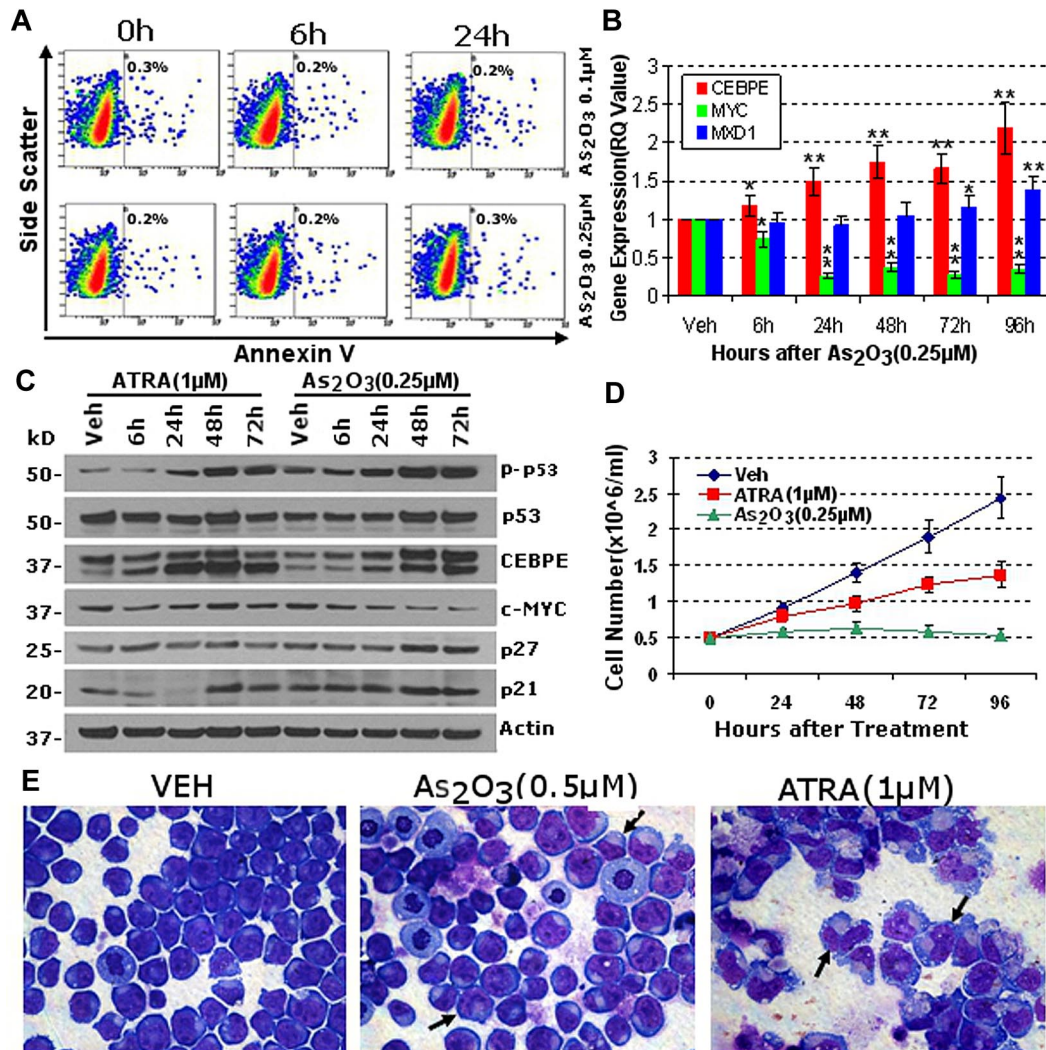 A
0h 6h 24h
0.3% 0.2% 0.2%
As2O3 0.1µM
0.2% 0.2% 0.3%
As2O3 0.25µM
Side Scatter
Annexin V
B
Gene Expression(RQ Value)
3
2.5
2
1.5
1
0.5
0
CEBPE
MYC
MXD1
* * ** ** ** ** ** * ** ** ** **
Veh 6h 24h 48h 72h 96h
Hours after As2O3(0.25µM)
C
ATRA(1µM) As2O3(0.25µM)
kD Veh 6h 24h 48h 72h Veh 6h 24h 48h 72h
50- p-p53
50- p53
37- CEBPE
37- c-MYC
25- p27
20- p21
37- Actin
D
Cell Number(x10^6/ml)
3
2.5
2
1.5
1
0.5
0
Veh
ATRA(1µM)
As2O3(0.25µM)
0 24 48 72 96
Hours after Treatment
E
VEH As2O3(0.5µM) ATRA(1µM)